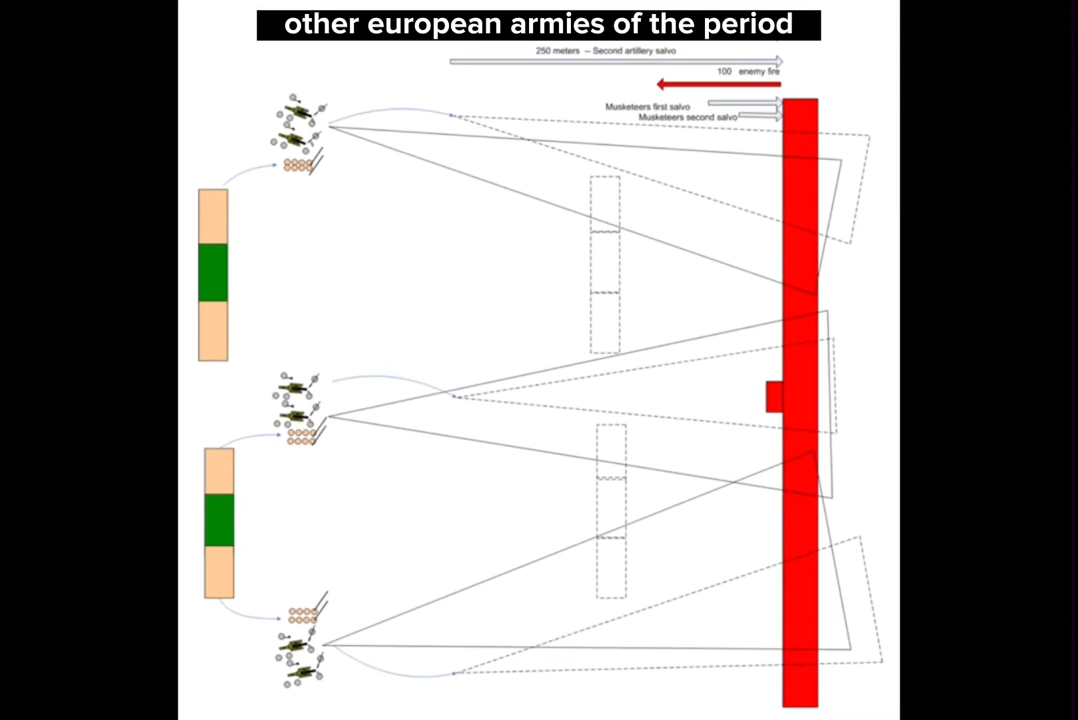 other european armies of the period
250 meters – Second artillery salvo
100 enemy fire
Musketeers first salvo
Musketeers second salvo